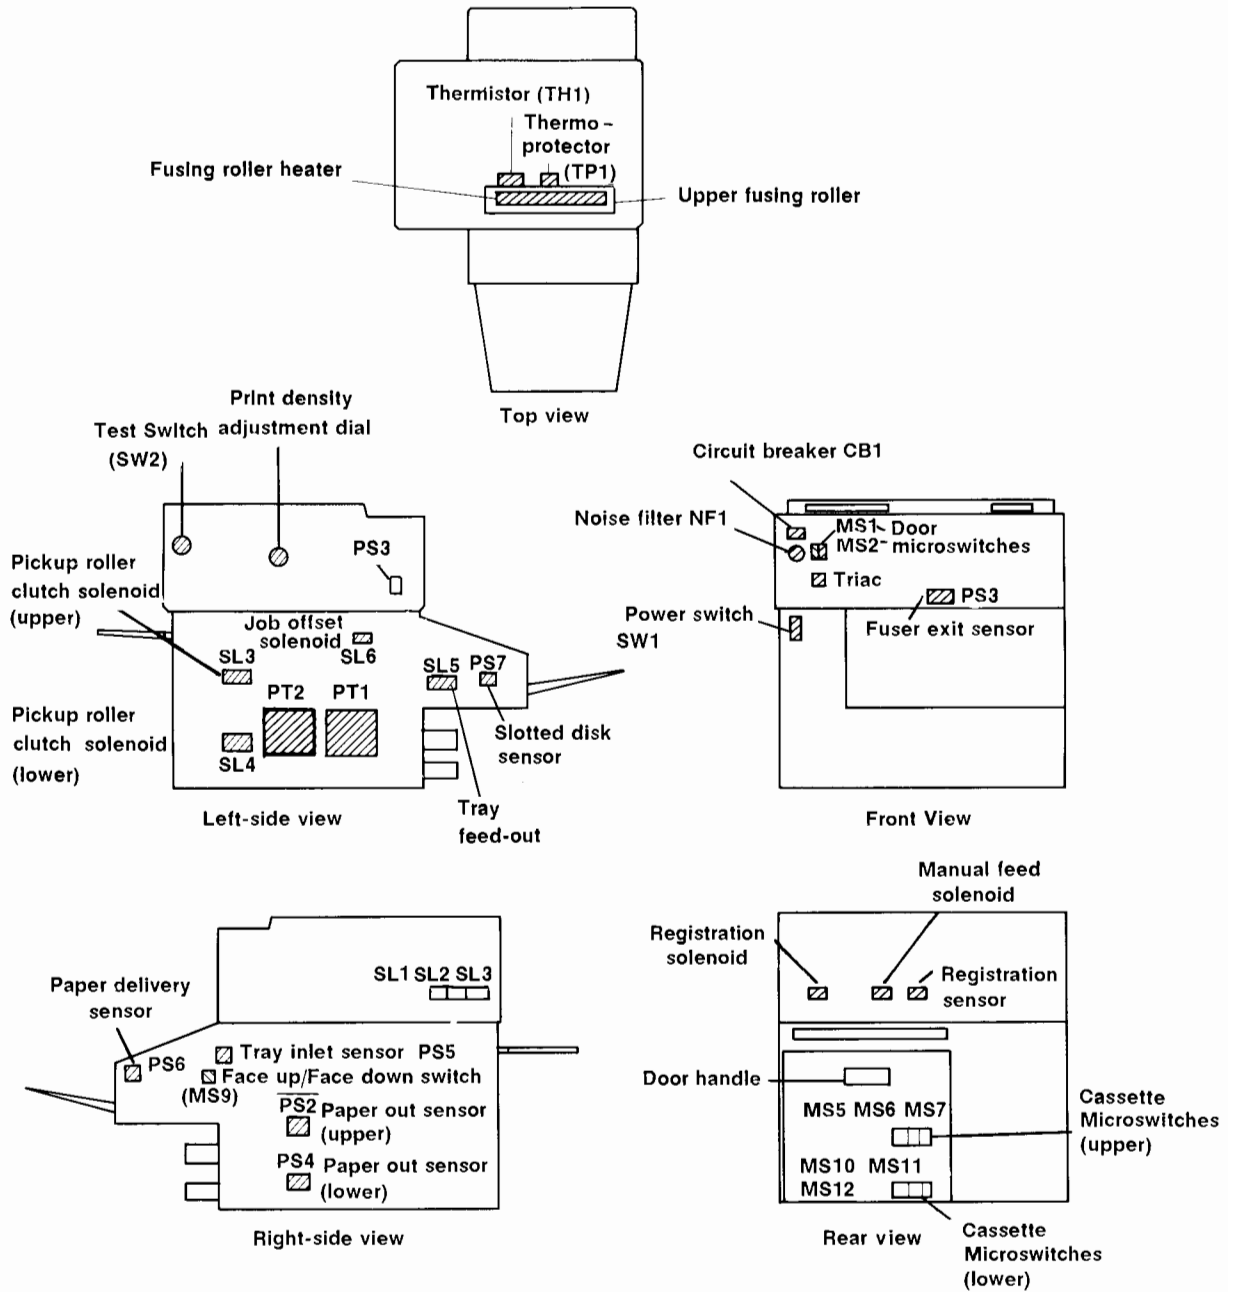 Thermistor (TH1)
Thermo-
protector
(TP1)
Fusing roller heater
Upper fusing roller
Top view
Print density
adjustment dial
Test Switch
(SW2)
PS3
Pickup roller
clutch solenoid
(upper)
Job offset
solenoid
SL6
SL3
PT2
PT1
SL5
PS7
Pickup roller
clutch solenoid
(lower)
SL4
Slotted disk
sensor
Tray
feed-out
Left-side view
Circuit breaker CB1
Noise filter NF1
MS1
MS2
Door
microswitches
Triac
PS3
Fuser exit sensor
Power switch
SW1
Front View
SL1 SL2 SL3
Paper delivery
sensor
PS6
Tray inlet sensor PS5
Face up/Face down switch
(MS9)
PS2
Paper out sensor
(upper)
PS4
Paper out sensor
(lower)
Right-side view
Manual feed
solenoid
Registration
solenoid
Registration
sensor
Door handle
MS5 MS6 MS7
Cassette
Microswitches
(upper)
MS10 MS11
MS12
Cassette
Microswitches
(lower)
Rear view